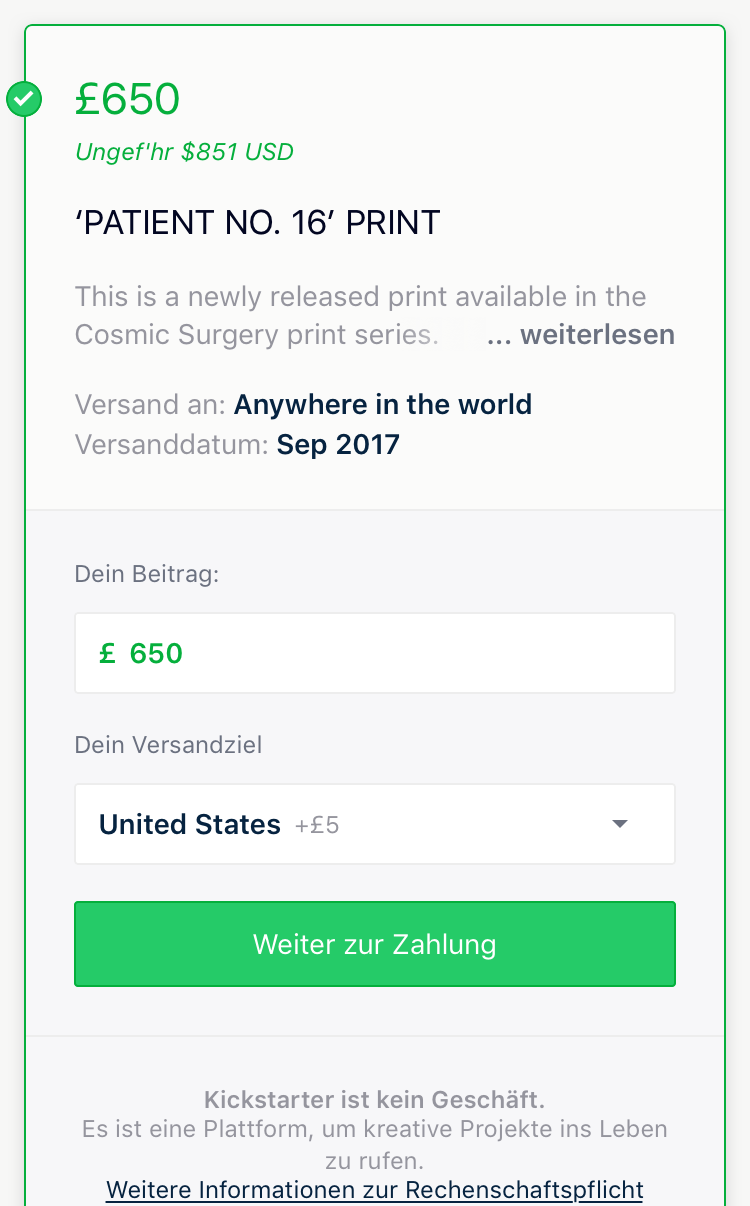 £650
Ungef'hr $851 USD
‘PATIENT NO. 16’ PRINT
This is a newly released print available in the
Cosmic Surgery print series. ... weiterlesen
Versand an: Anywhere in the world
Versanddatum: Sep 2017
Dein Beitrag:
£ 650
Dein Versandziel
United States +£5
Weiter zur Zahlung
Kickstarter ist kein Geschäft.
Es ist eine Plattform, um kreative Projekte ins Leben
zu rufen.
Weitere Informationen zur Rechenschaftspflicht